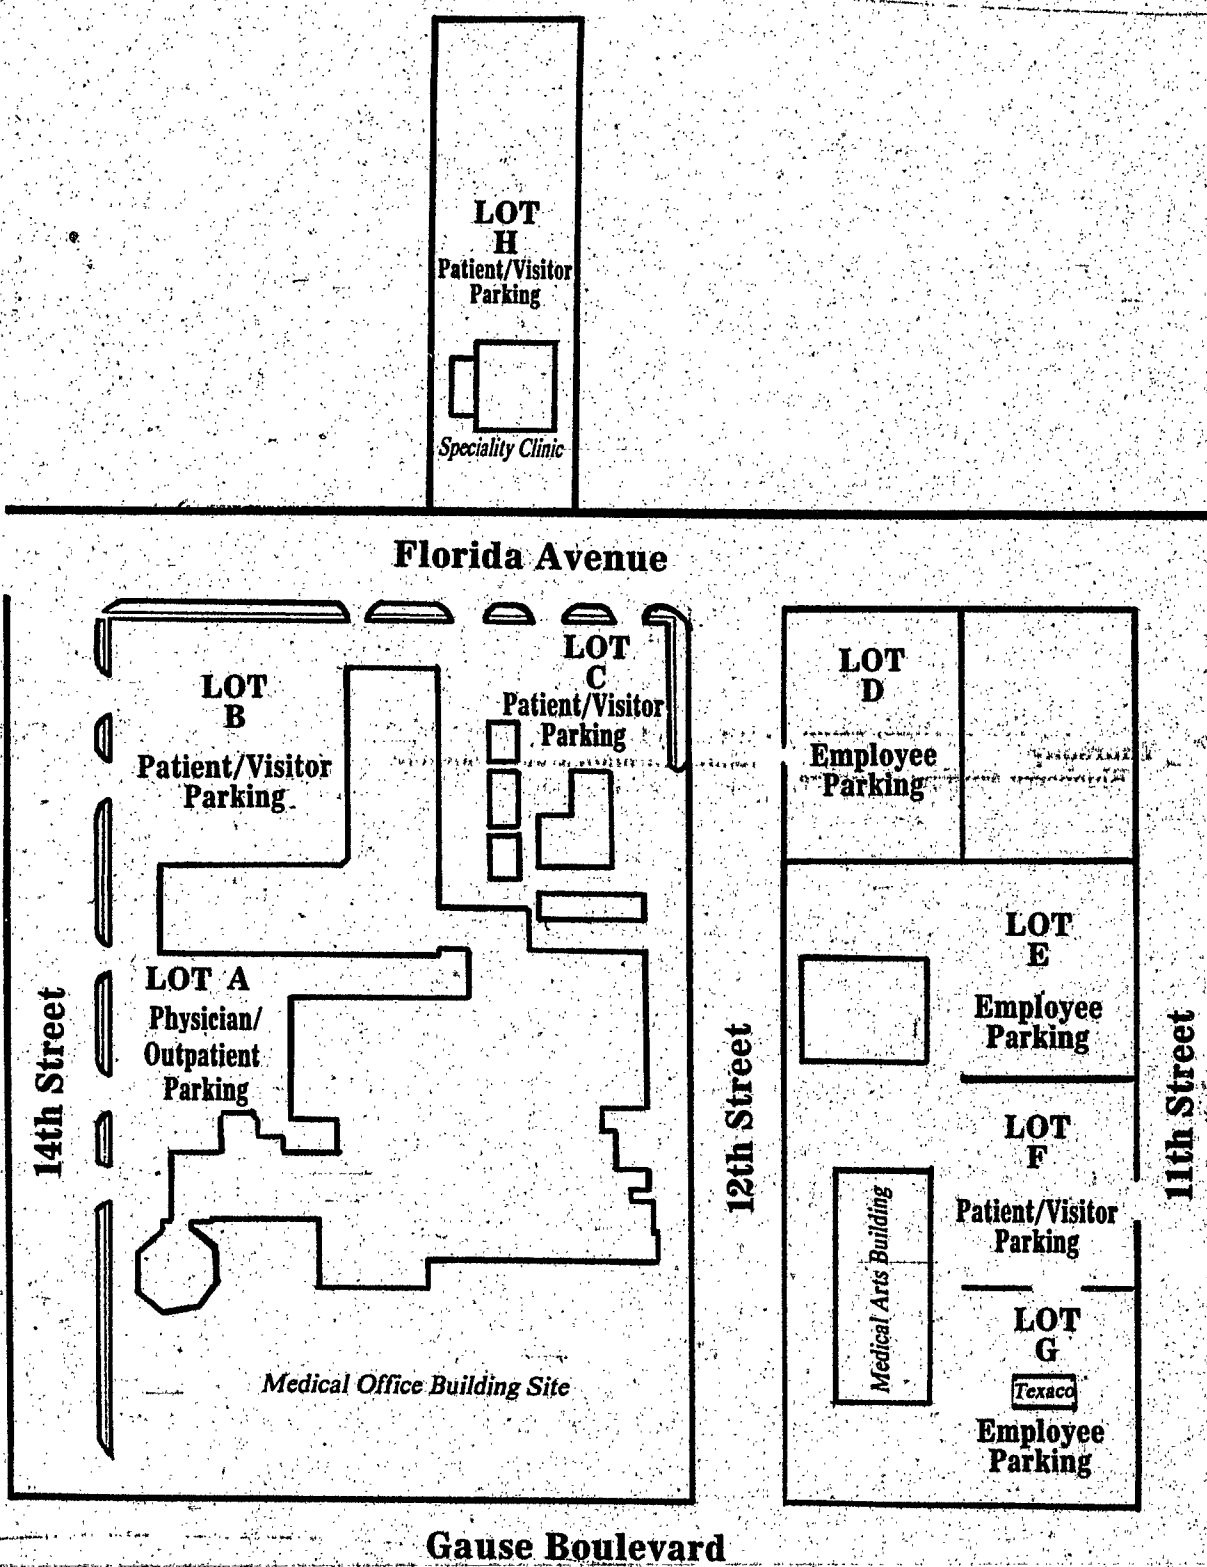 LOT
H
Patient/Visitor
Parking
Speciality Clinic
Florida Avenue
LOT
B
Patient/Visitor
Parking
LOT
C
Patient/Visitor
Parking
LOT
D
Employee
Parking
LOT A
Physician/
Outpatient
Parking
LOT
E
Employee
Parking
14th Street
12th Street
11th Street
LOT
F
Patient/Visitor
Parking
Medical Arts Building
LOT
G
Texaco
Employee
Parking
Medical Office Building Site
Gause Boulevard